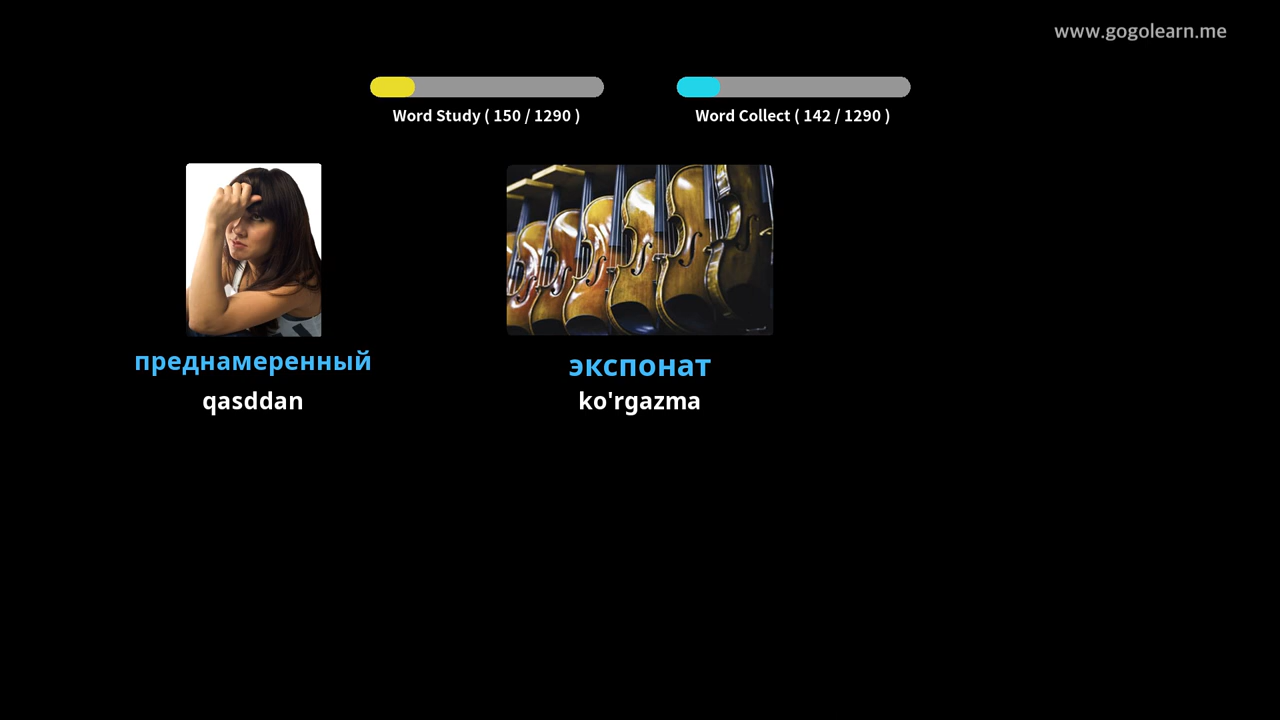 www.gogolearn.me
Word Study ( 150 / 1290 )
Word Collect ( 142 / 1290 )
преднамеренный
qasddan
экспонат
ko'rgazma